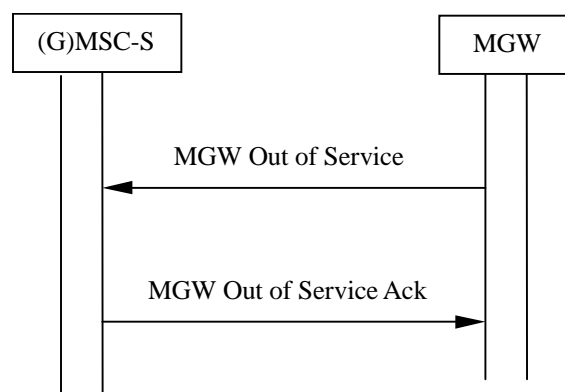 (G)MSC-S
MGW
MGW Out of Service
MGW Out of Service Ack